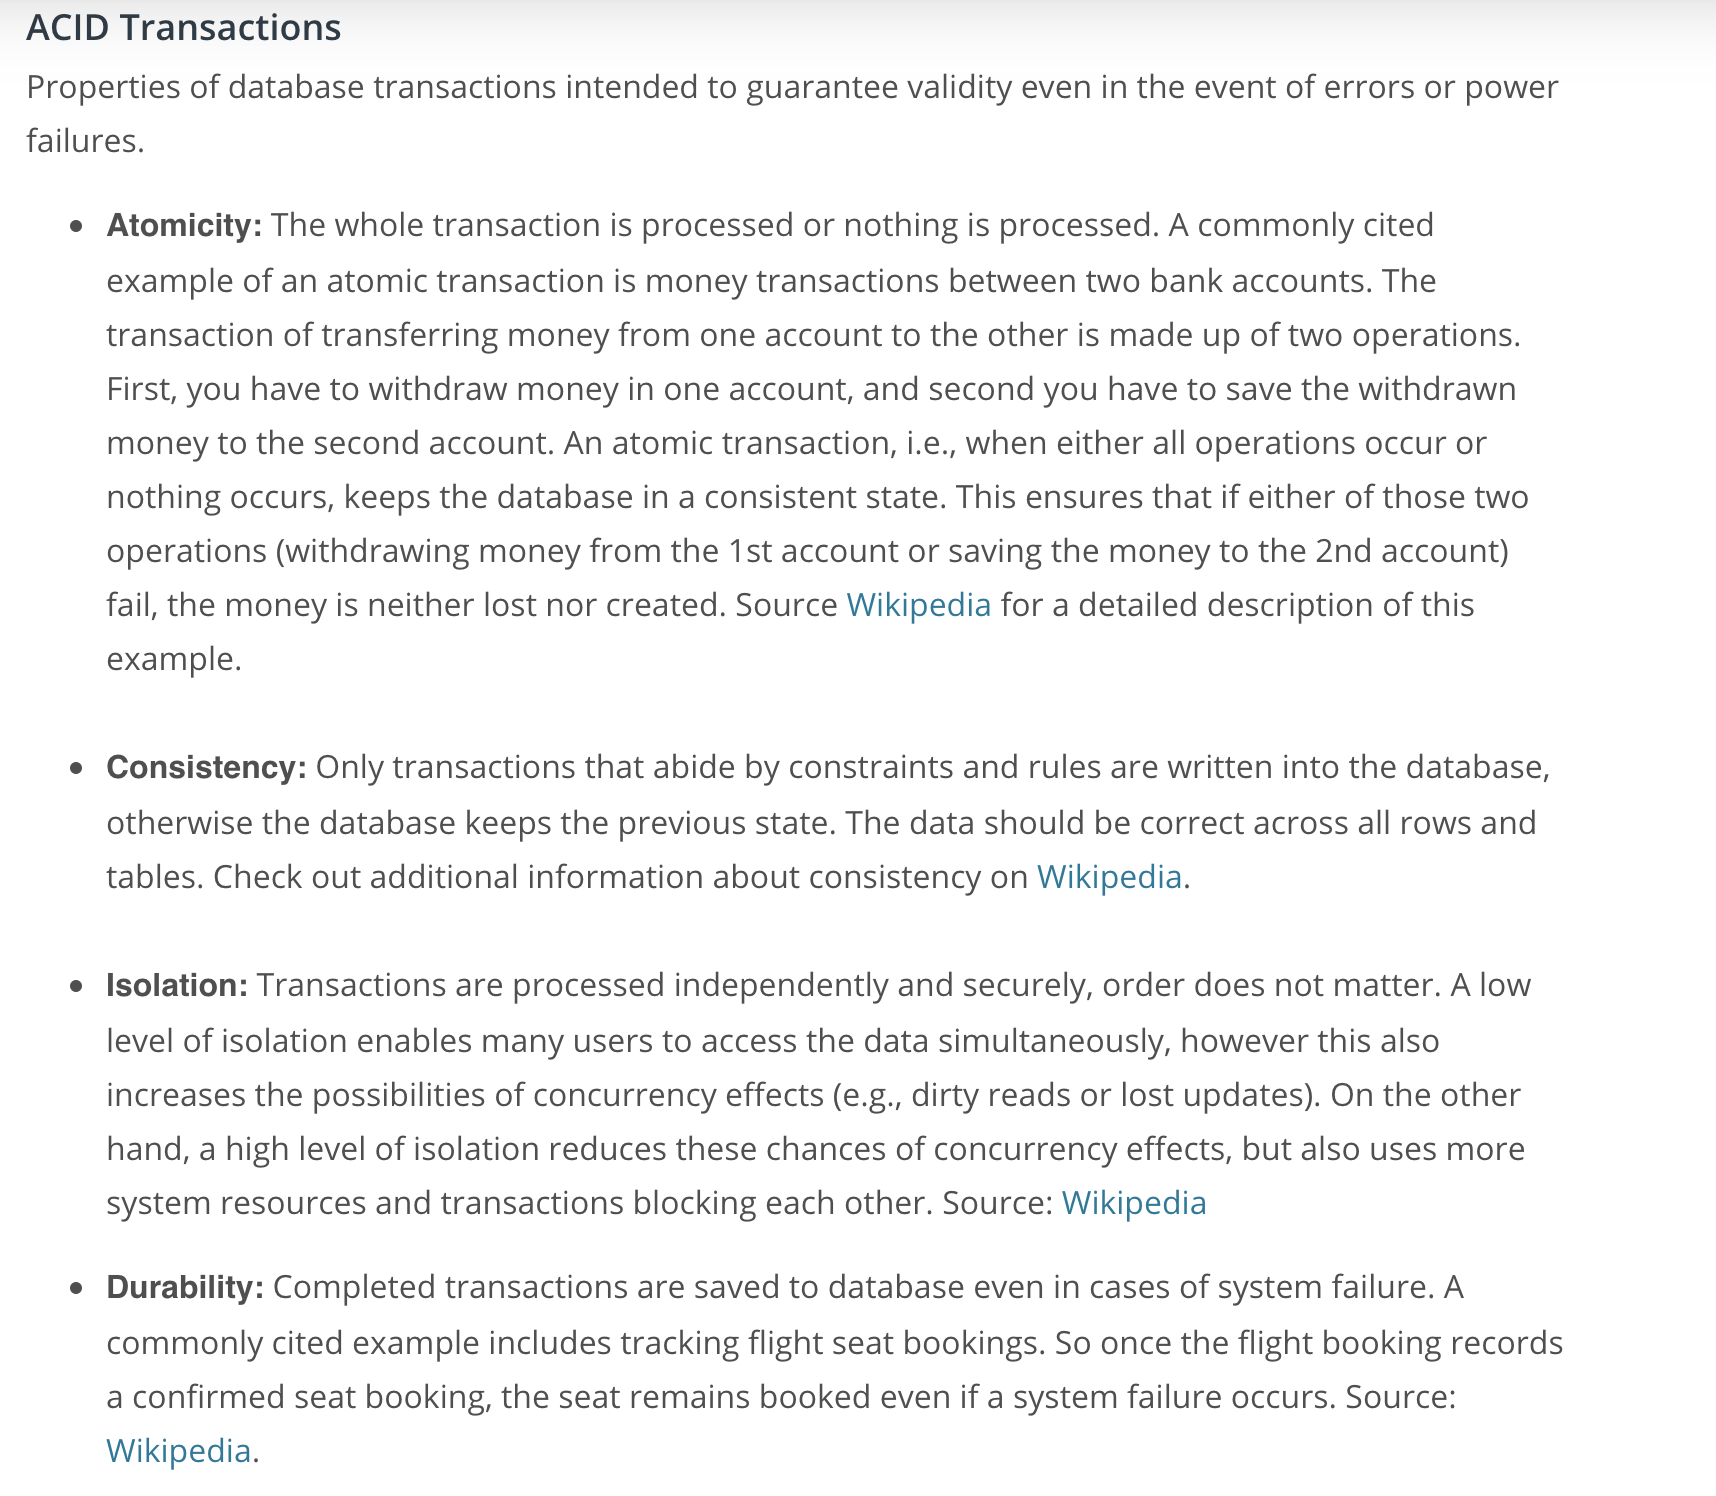 ACID Transactions
Properties of database transactions intended to guarantee validity even in the event of errors or power
failures.
• Atomicity: The whole transaction is processed or nothing is processed. A commonly cited
example of an atomic transaction is money transactions between two bank accounts. The
transaction of transferring money from one account to the other is made up of two operations.
First, you have to withdraw money in one account, and second you have to save the withdrawn
money to the second account. An atomic transaction, i.e., when either all operations occur or
nothing occurs, keeps the database in a consistent state. This ensures that if either of those two
operations (withdrawing money from the 1st account or saving the money to the 2nd account)
fail, the money is neither lost nor created. Source Wikipedia for a detailed description of this
example.
• Consistency: Only transactions that abide by constraints and rules are written into the database,
otherwise the database keeps the previous state. The data should be correct across all rows and
tables. Check out additional information about consistency on Wikipedia.
• Isolation: Transactions are processed independently and securely, order does not matter. A low
level of isolation enables many users to access the data simultaneously, however this also
increases the possibilities of concurrency effects (e.g., dirty reads or lost updates). On the other
hand, a high level of isolation reduces these chances of concurrency effects, but also uses more
system resources and transactions blocking each other. Source: Wikipedia
• Durability: Completed transactions are saved to database even in cases of system failure. A
commonly cited example includes tracking flight seat bookings. So once the flight booking records
a confirmed seat booking, the seat remains booked even if a system failure occurs. Source:
Wikipedia.